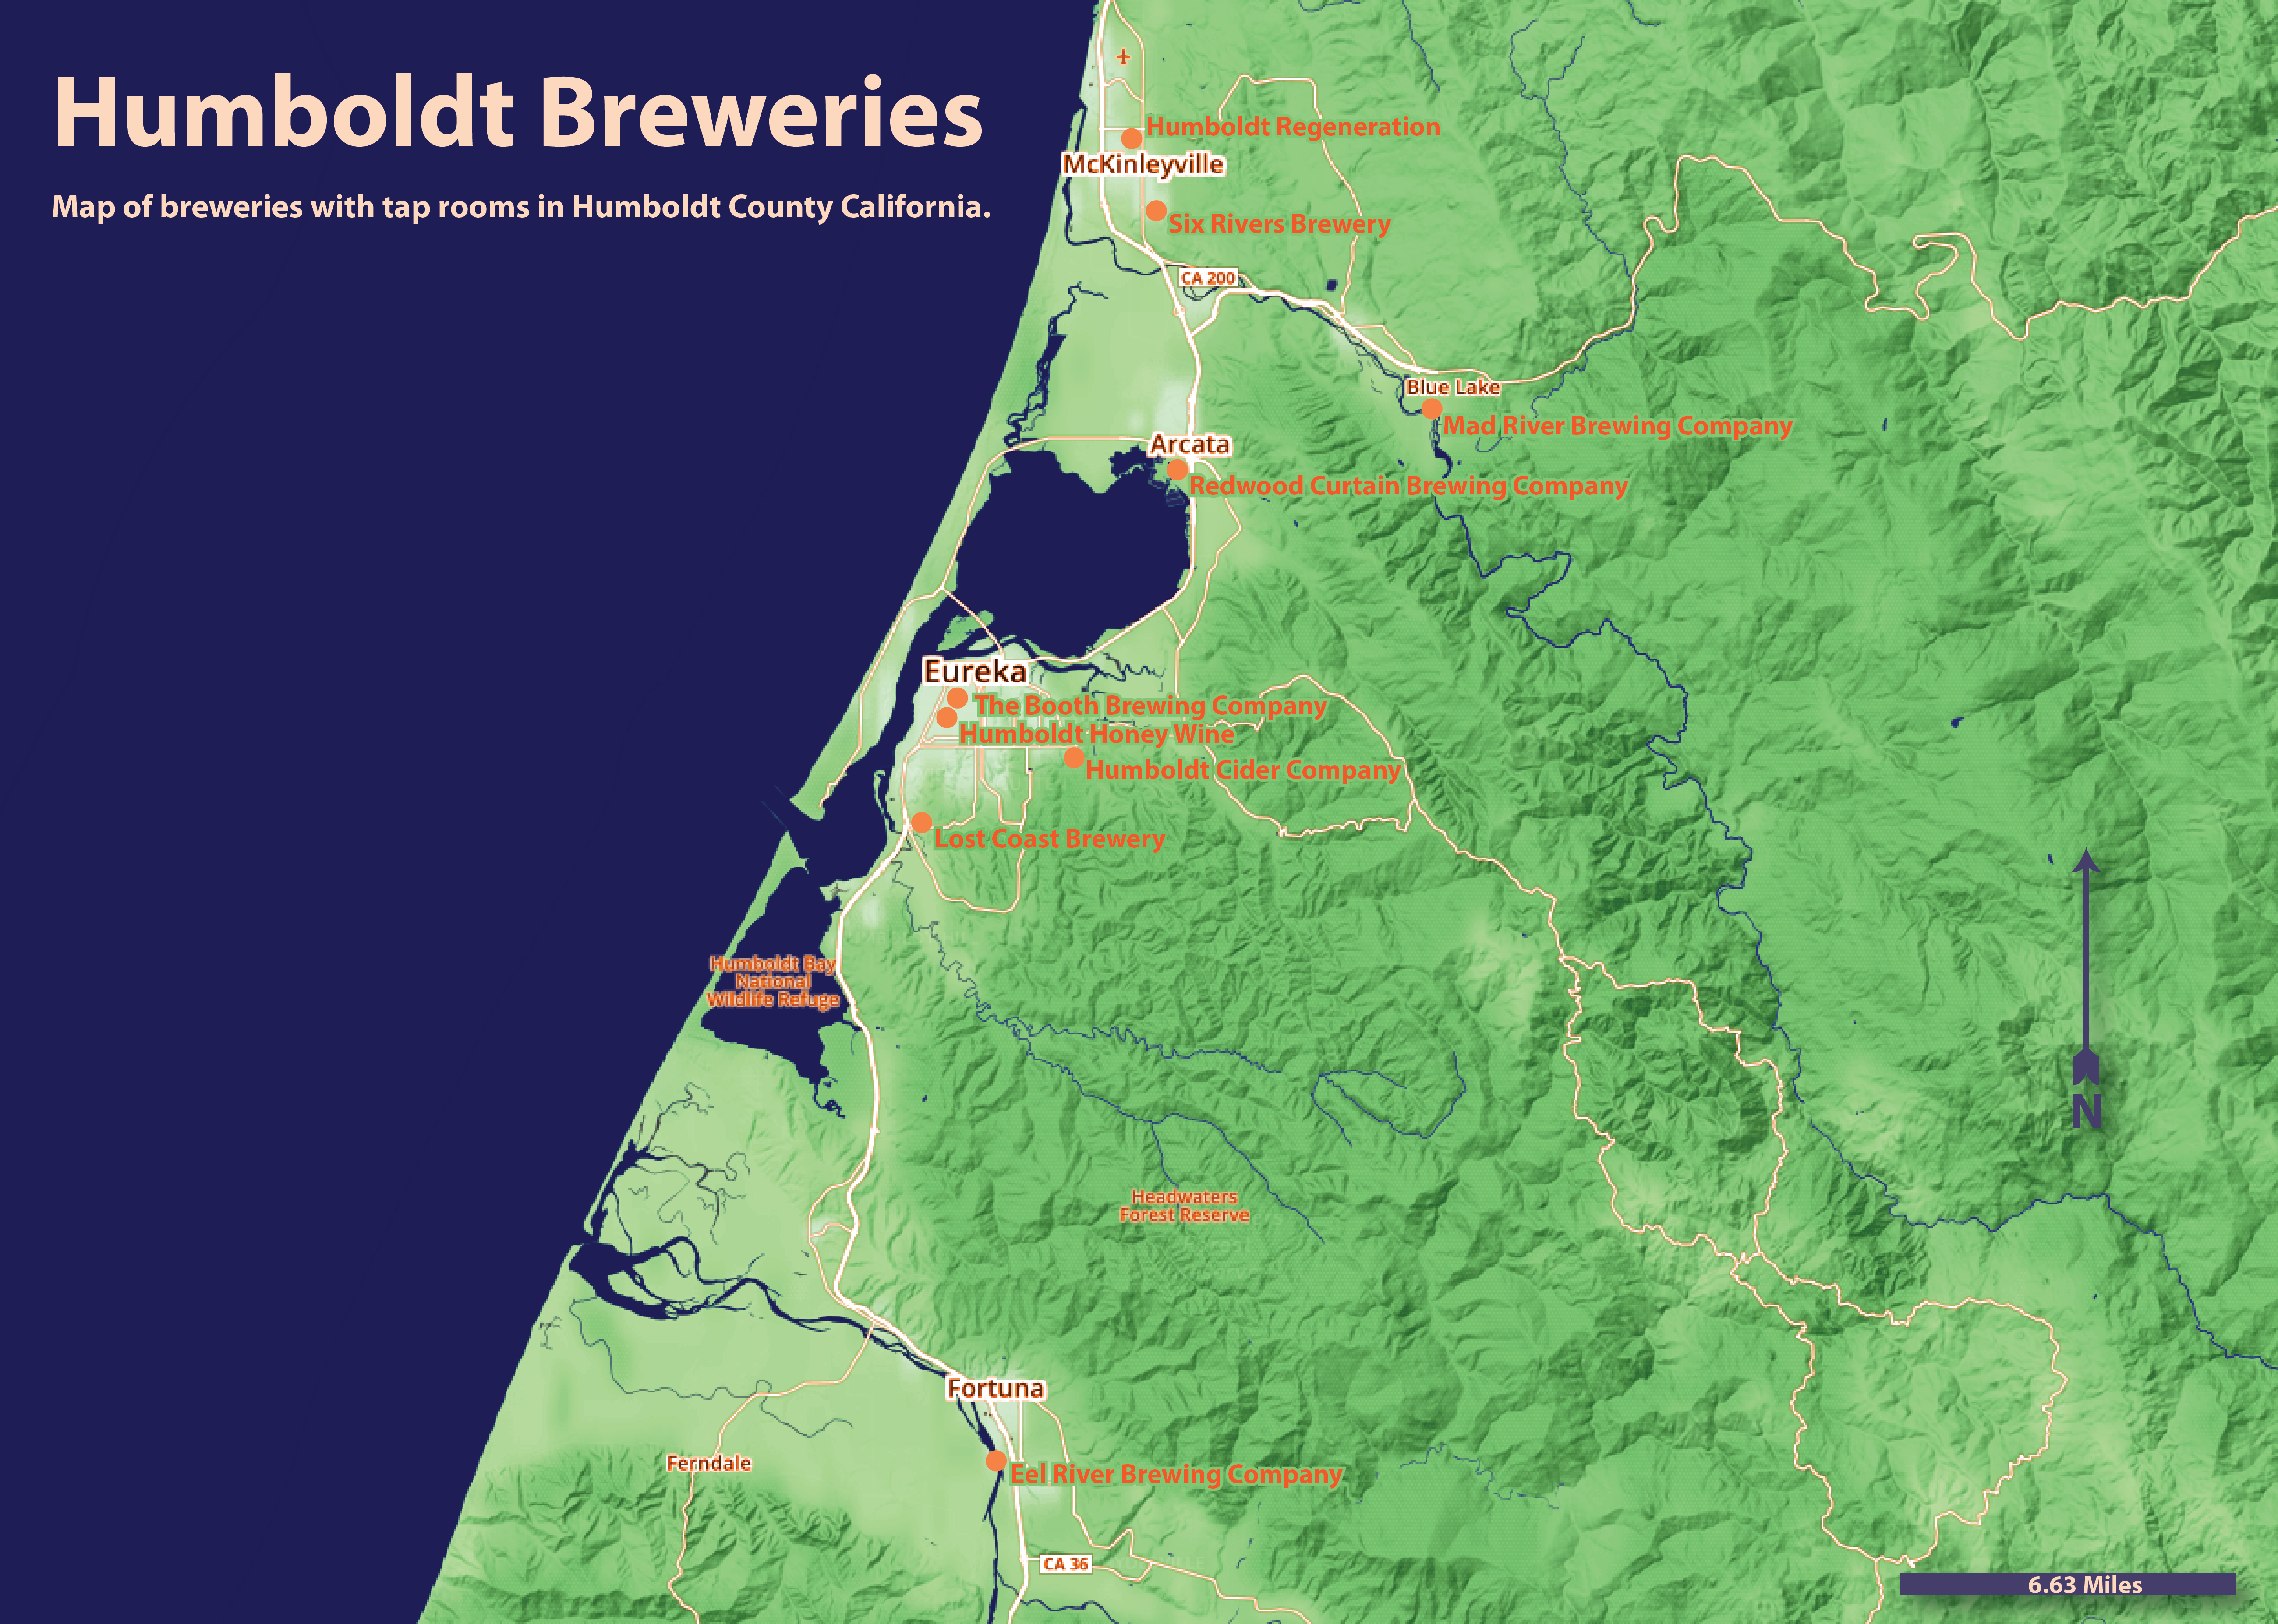 Humboldt Breweries
Map of breweries with tap rooms in Humboldt County California.
Humboldt Regeneration
McKinleyville
Six Rivers Brewery
CA 200
Blue Lake
Mad River Brewing Company
Arcata
Redwood Curtain Brewing Company
Eureka
The Booth Brewing Company
Humboldt Honey Wine
Humboldt Cider Company
Lost Coast Brewery
Humboldt Bay
National
Wildlife Refuge
N
Headwaters
Forest Reserve
Fortuna
Ferndale
Eel River Brewing Company
CA 36
6.63 Miles